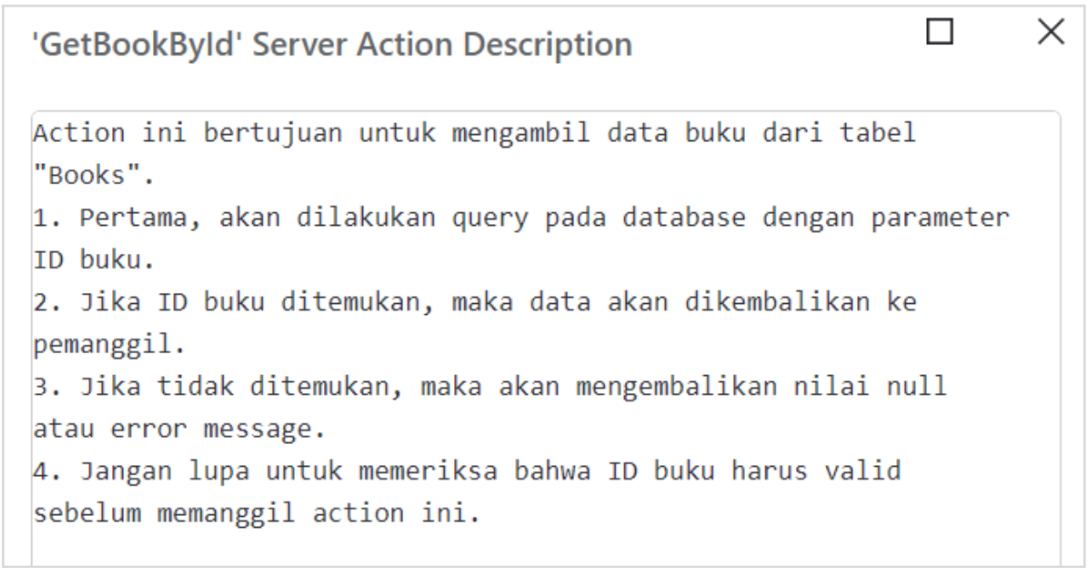 'GetBookById' Server Action Description
Action ini bertujuan untuk mengambil data buku dari tabel
"Books".
1. Pertama, akan dilakukan query pada database dengan parameter
ID buku.
2. Jika ID buku ditemukan, maka data akan dikembalikan ke
pemanggil.
3. Jika tidak ditemukan, maka akan mengembalikan nilai null
atau error message.
4. Jangan lupa untuk memeriksa bahwa ID buku harus valid
sebelum memanggil action ini.